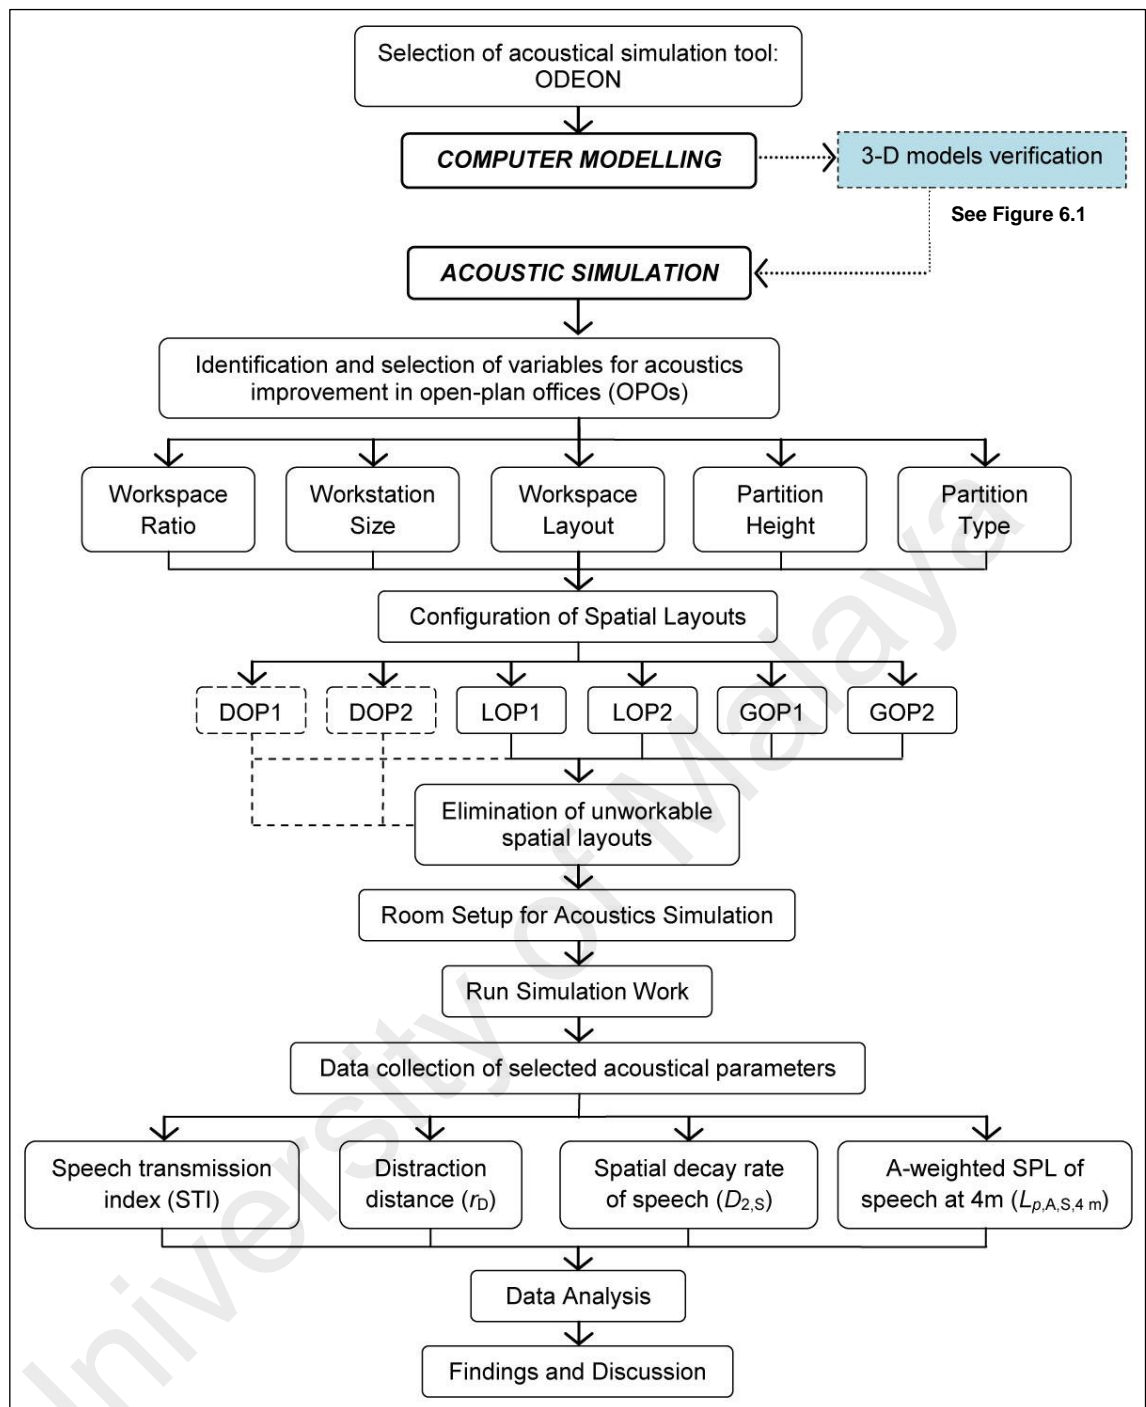 Selection of acoustical simulation tool:
ODEON
COMPUTER MODELLING
3-D models verification
See Figure 6.1
ACOUSTIC SIMULATION
Identification and selection of variables for acoustics
improvement in open-plan offices (OPOs)
Workspace
Ratio
Workstation
Size
Workspace
Layout
Partition
Height
Partition
Type
Configuration of Spatial Layouts
DOP1
DOP2
LOP1
LOP2
GOP1
GOP2
Elimination of unworkable
spatial layouts
Room Setup for Acoustics Simulation
Run Simulation Work
Data collection of selected acoustical parameters
Speech transmission
index (STI)
Distraction
distance (rD)
Spatial decay rate
of speech (D2,S)
A-weighted SPL of
speech at 4m (Lp,A,S,4 m)
Data Analysis
Findings and Discussion
University of Malaya